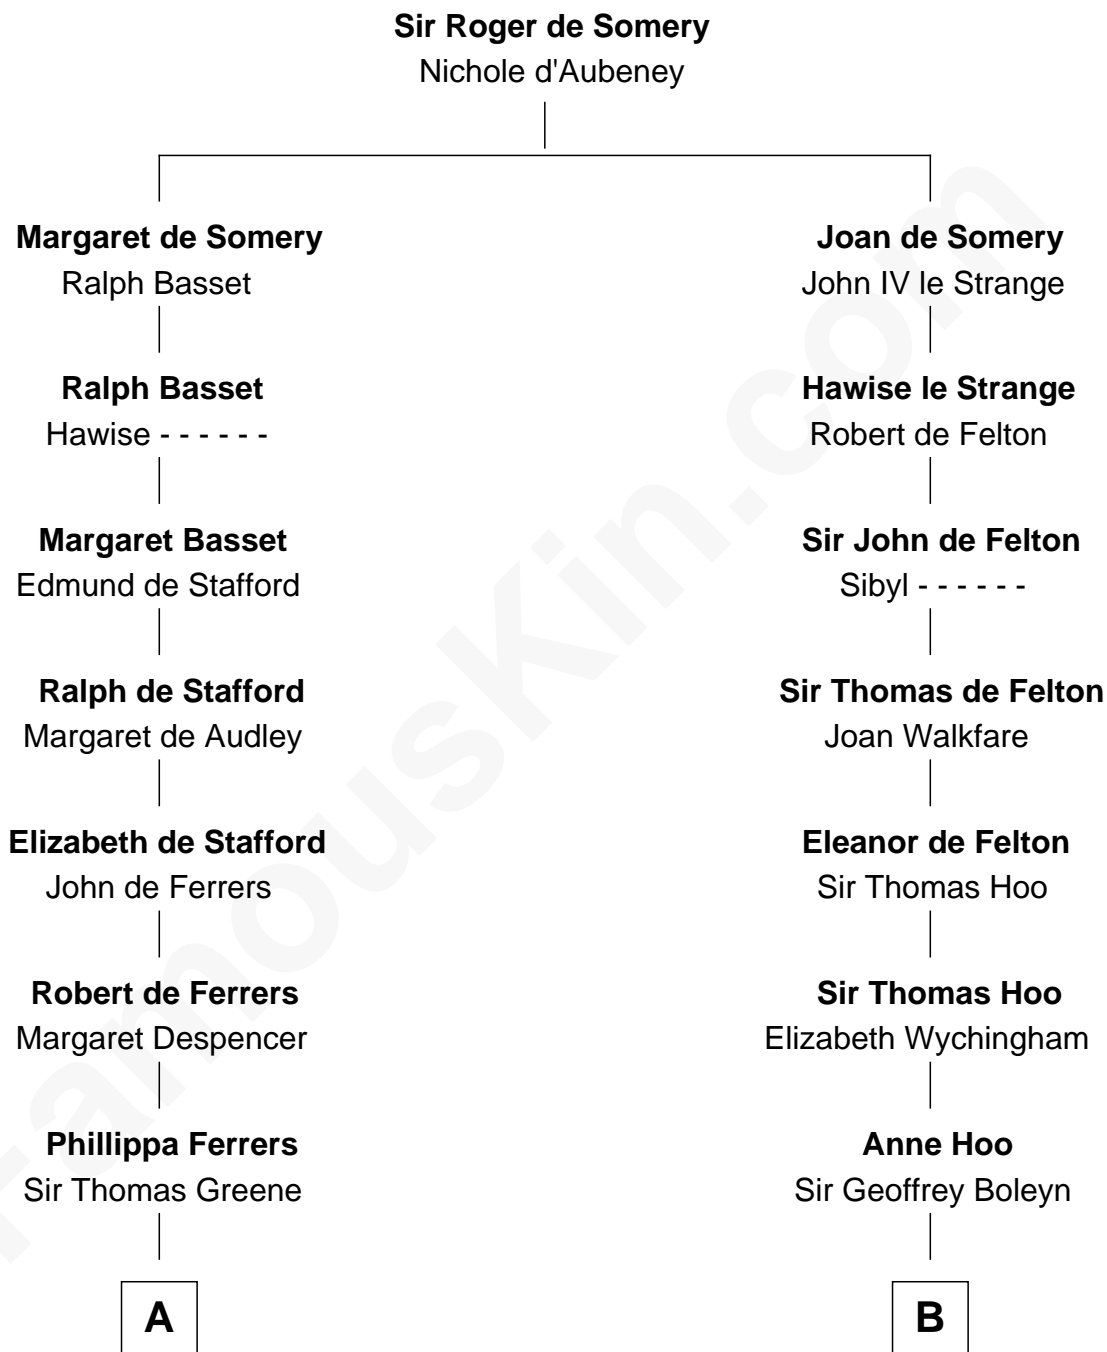 Sir Roger de Somery
Nichole d'Aubeney
Margaret de Somery
Ralph Basset
Joan de Somery
John IV le Strange
Ralph Basset
Hawise - - - - - -
Hawise le Strange
Robert de Felton
Margaret Basset
Edmund de Stafford
Sir John de Felton
Sibyl - - - - - -
Ralph de Stafford
Margaret de Audley
Sir Thomas de Felton
Joan Walkfare
Elizabeth de Stafford
John de Ferrers
Eleanor de Felton
Sir Thomas Hoo
Robert de Ferrers
Margaret Despencer
Sir Thomas Hoo
Elizabeth Wychingham
Phillippa Ferrers
Sir Thomas Greene
Anne Hoo
Sir Geoffrey Boleyn
A
B
FamousKin.com